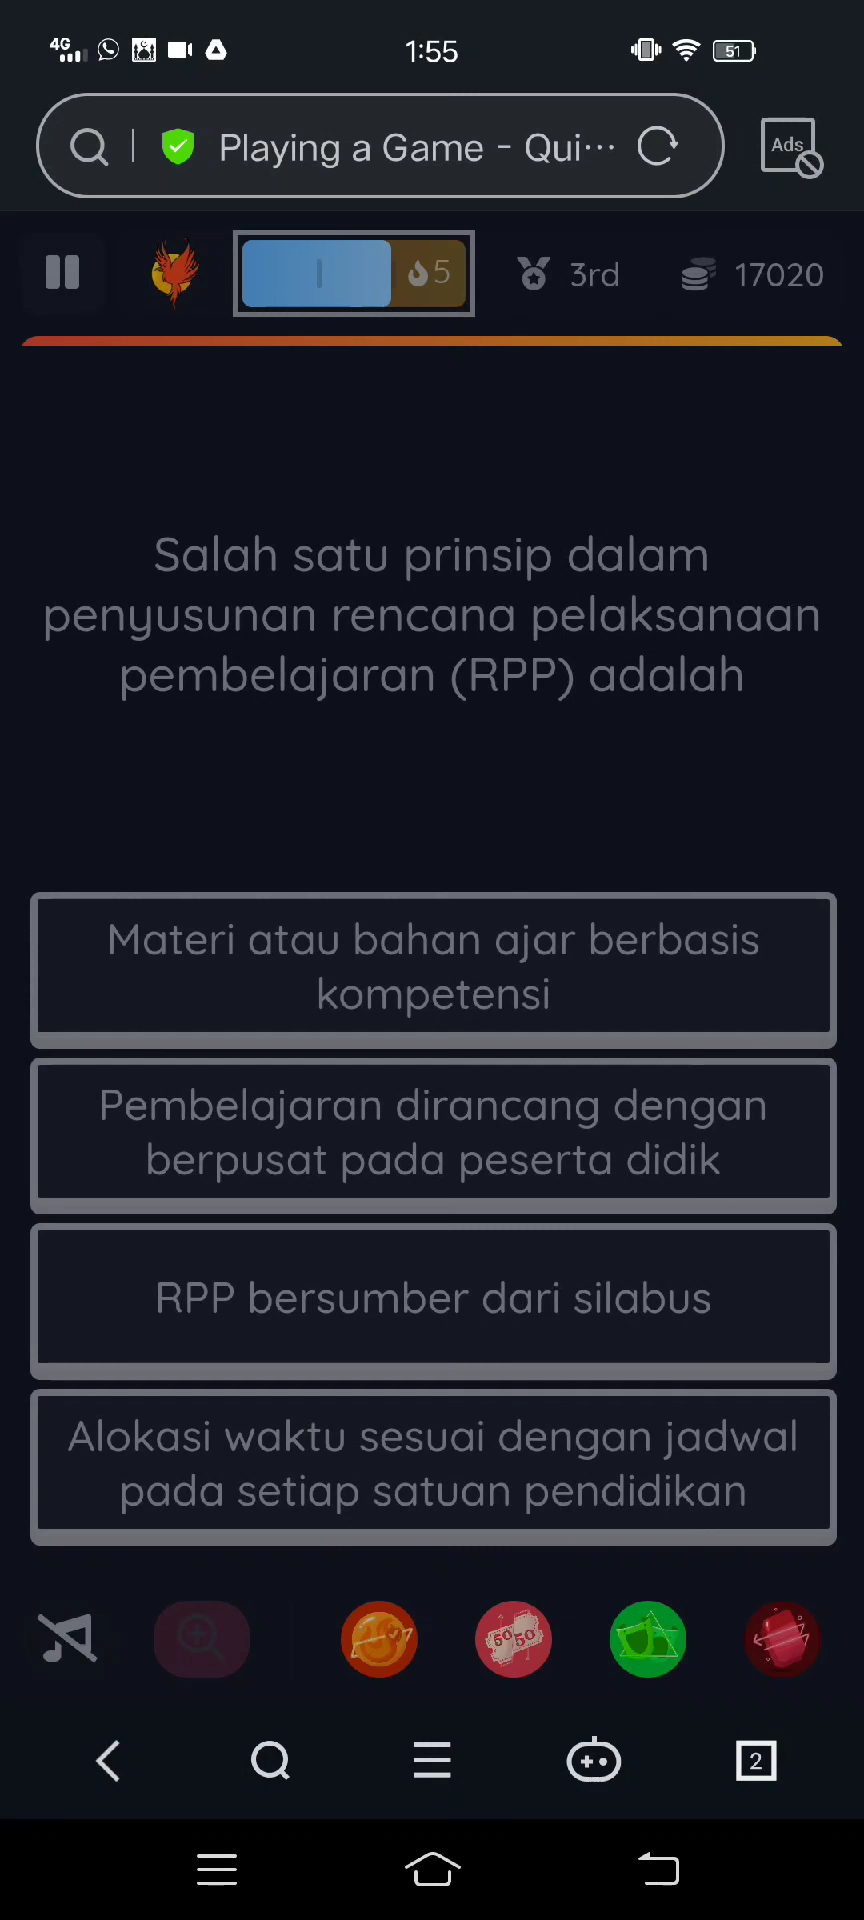 4G 1:55 51
Playing a Game - Qui... Ads
5 3rd 17020
Salah satu prinsip dalam
penyusunan rencana pelaksanaan
pembelajaran (RPP) adalah
Materi atau bahan ajar berbasis
kompetensi
Pembelajaran dirancang dengan
berpusat pada peserta didik
RPP bersumber dari silabus
Alokasi waktu sesuai dengan jadwal
pada setiap satuan pendidikan
50 50
2